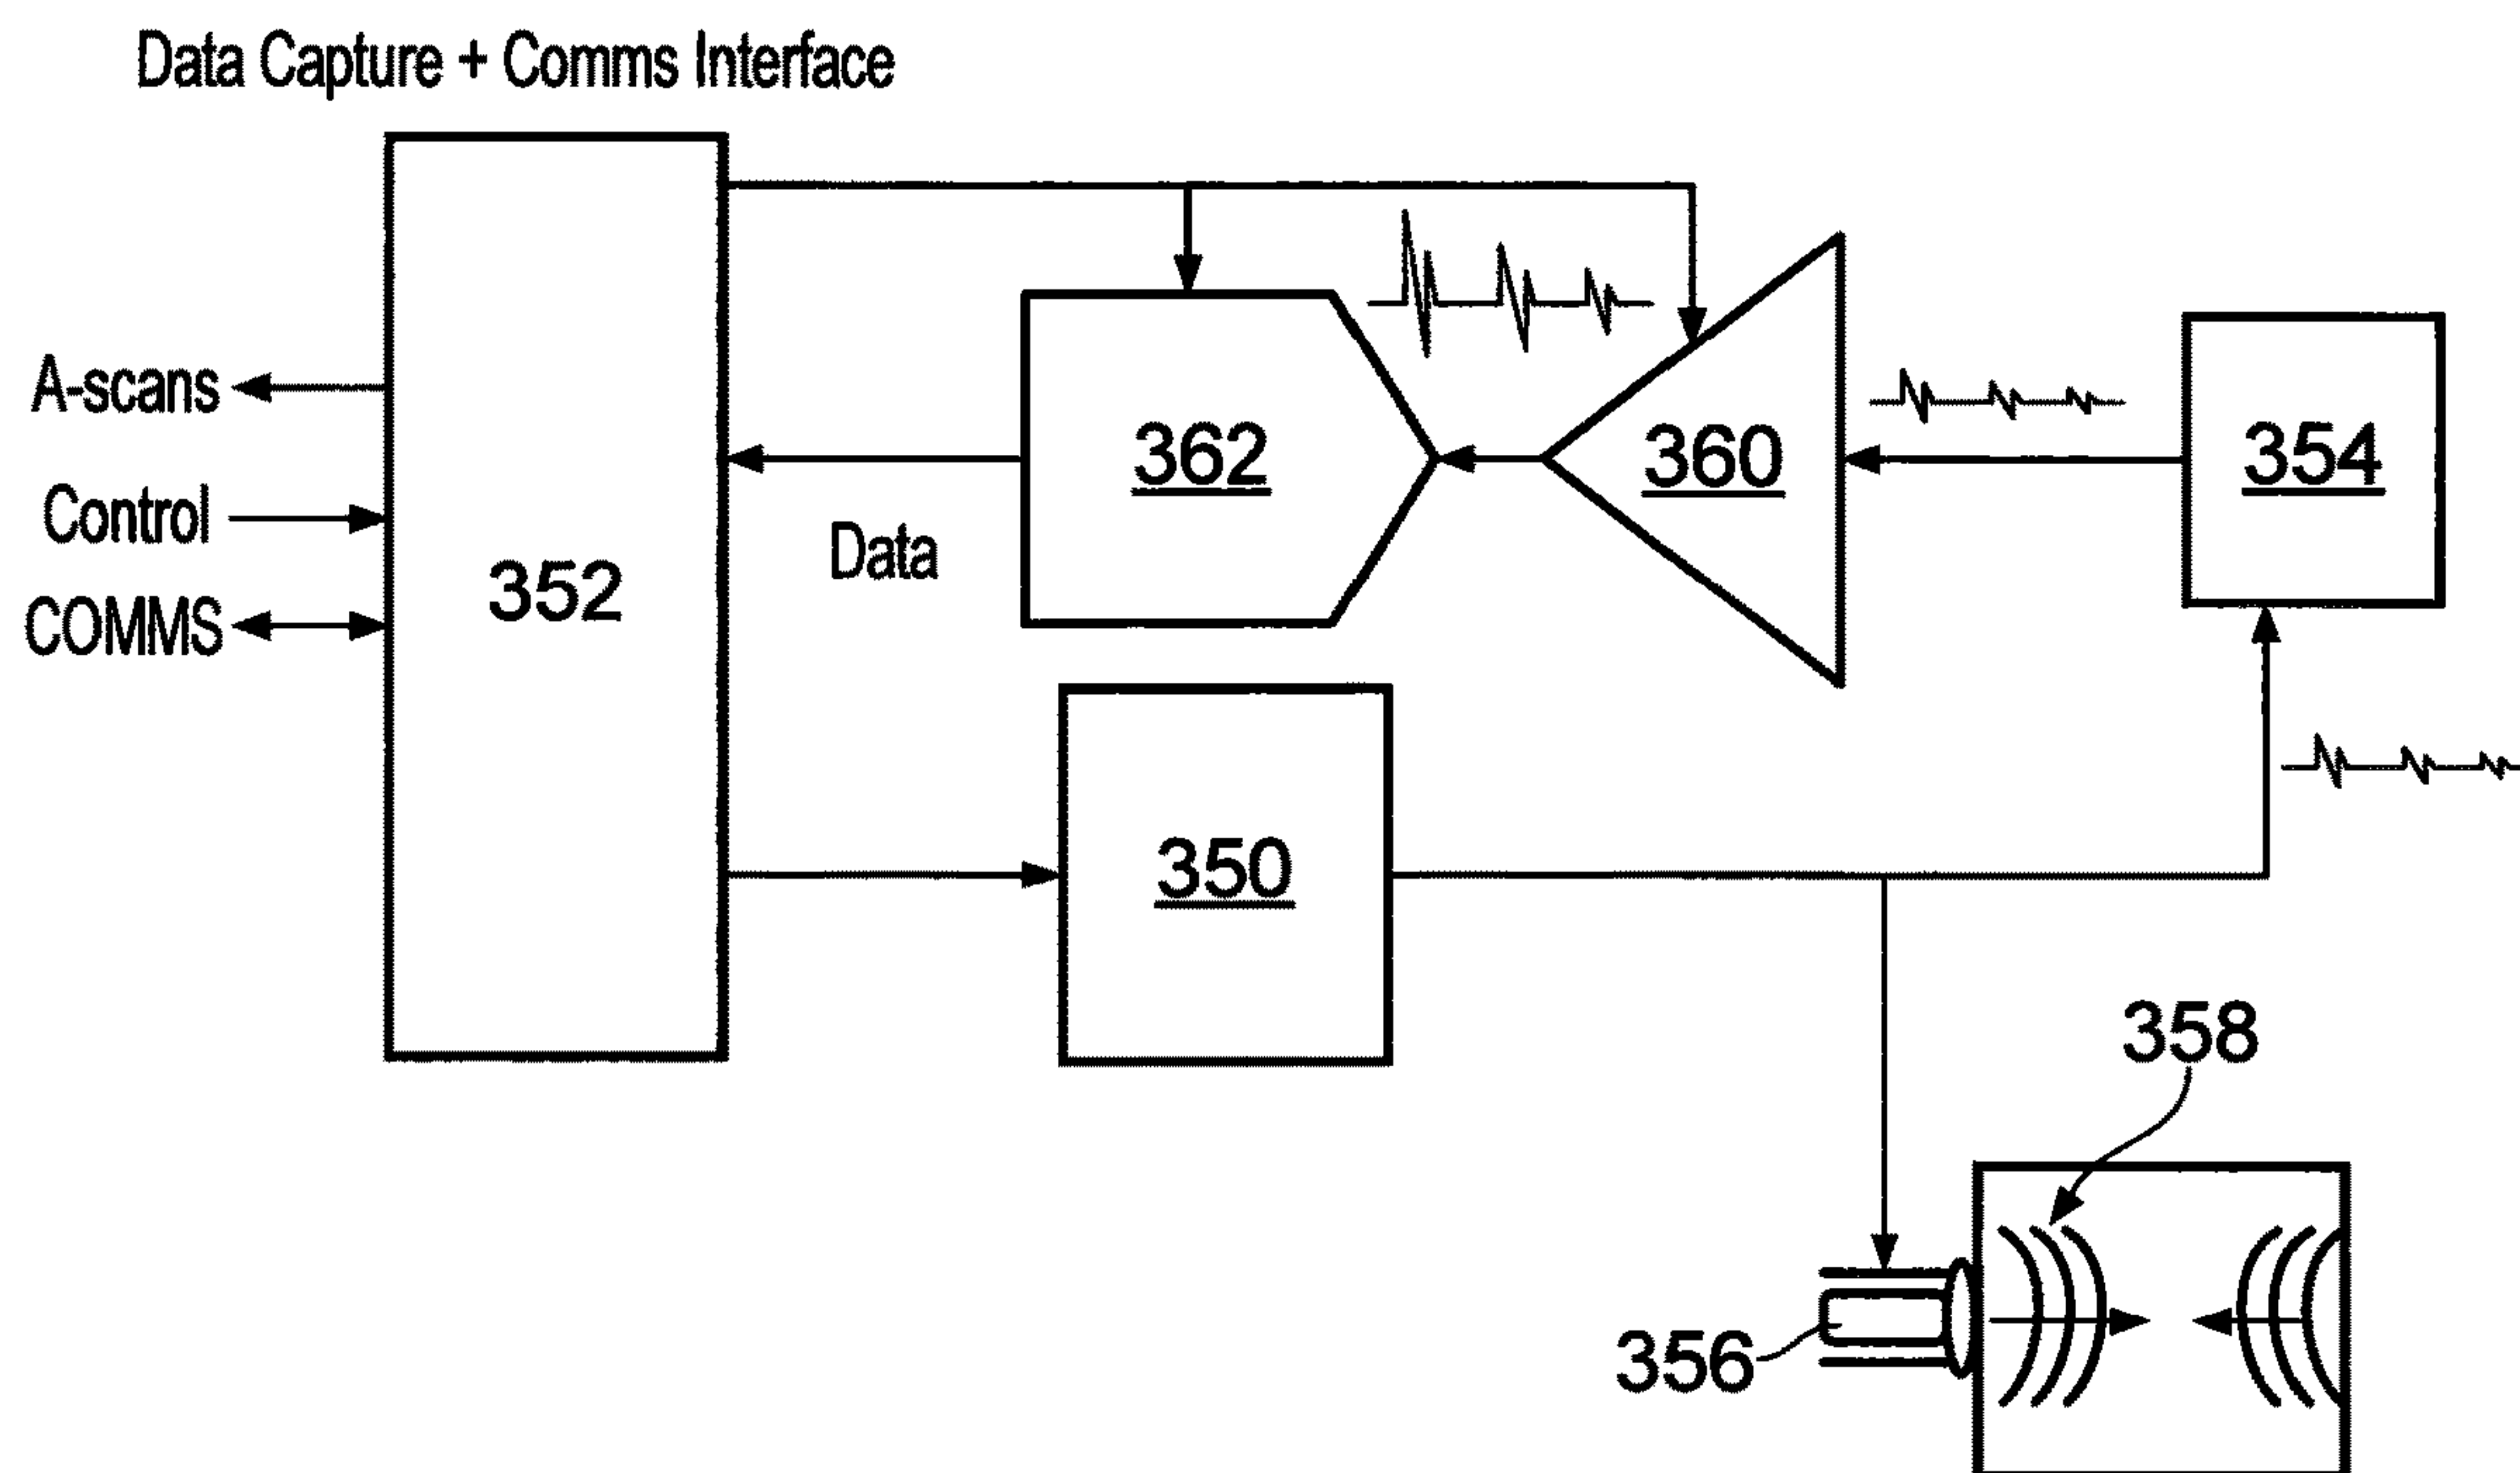 Data Capture + Comms Interface
A-scans
Control
COMMS
352
362
Data
360
354
350
358
356